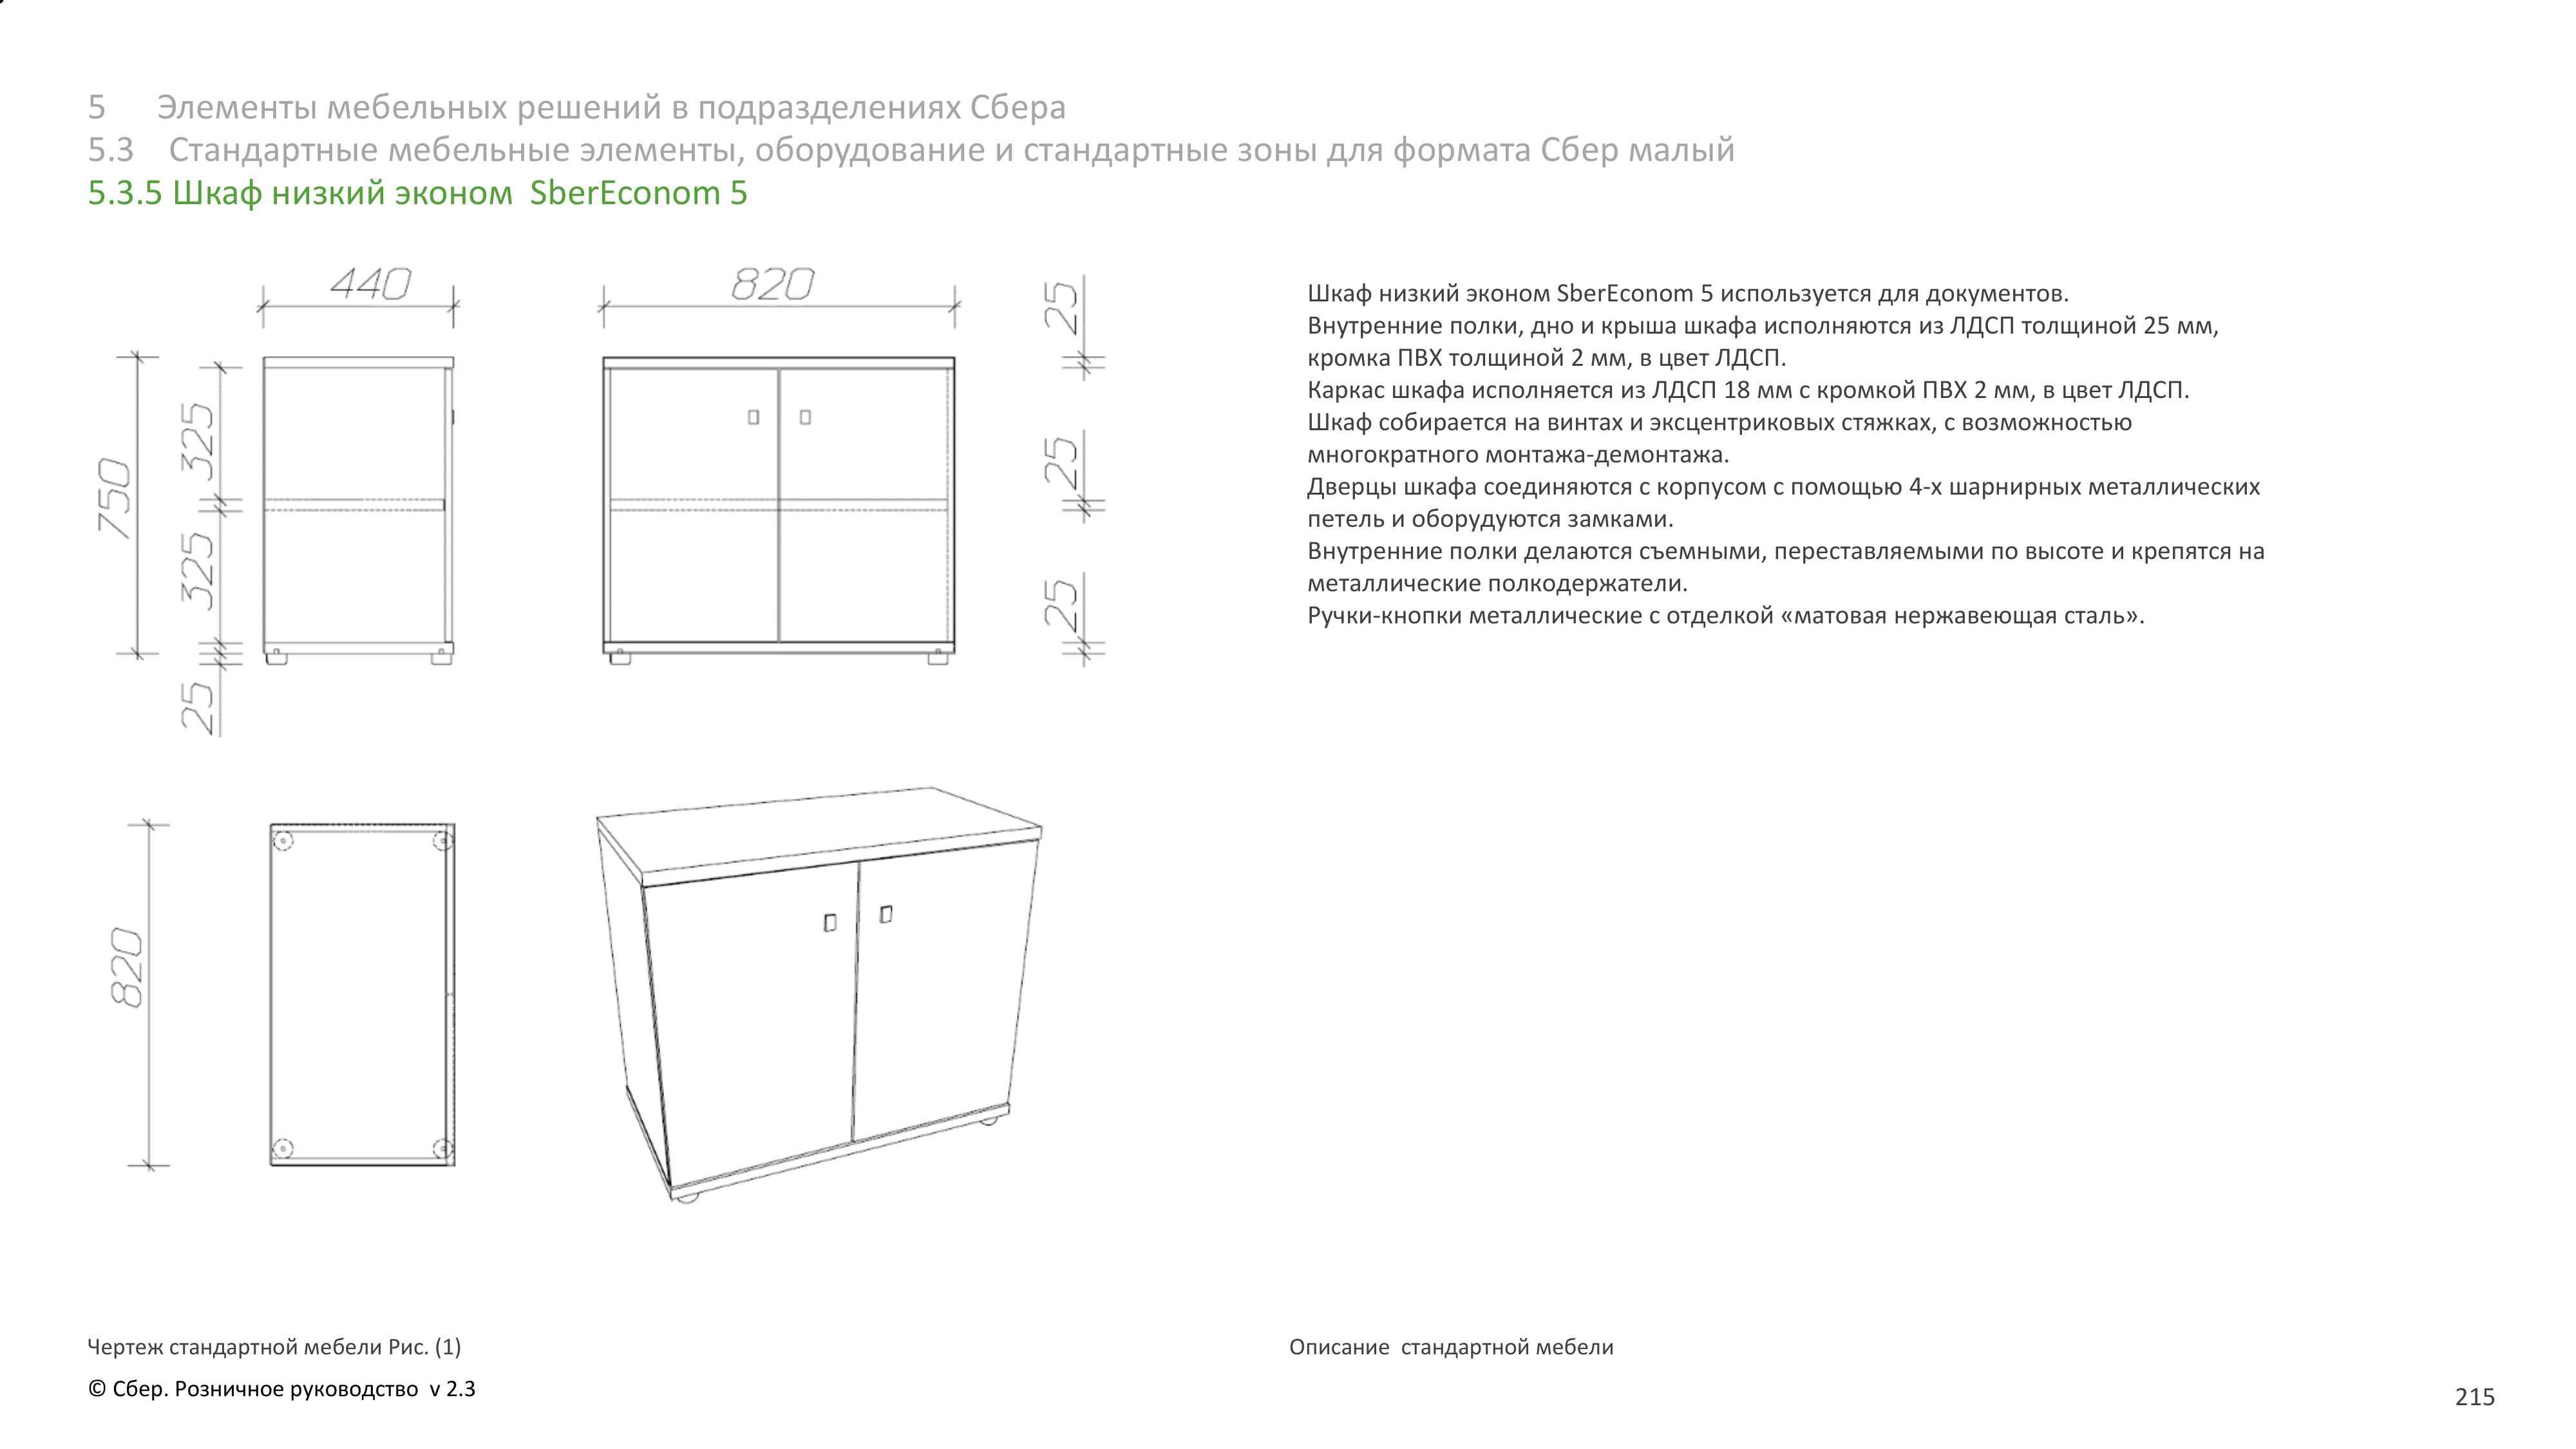 5 Элементы мебельных решений в подразделениях Сбера
5.3 Стандартные мебельные элементы, оборудование и стандартные зоны для формата Сбер малый
5.3.5 Шкаф низкий эконом SberEconom 5
440
820
25
750
325
325
25
25
25
820
Шкаф низкий эконом SberEconom 5 используется для документов.
Внутренние полки, дно и крыша шкафа исполняются из ЛДСП толщиной 25 мм,
кромка ПВХ толщиной 2 мм, в цвет ЛДСП.
Каркас шкафа исполняется из ЛДСП 18 мм с кромкой ПВХ 2 мм, в цвет ЛДСП.
Шкаф собирается на винтах и эксцентриковых стяжках, с возможностью
многократного монтажа-демонтажа.
Дверцы шкафа соединяются с корпусом с помощью 4-х шарнирных металлических
петель и оборудуются замками.
Внутренние полки делаются съемными, переставляемыми по высоте и крепятся на
металлические полкодержатели.
Ручки-кнопки металлические с отделкой «матовая нержавеющая сталь».
Чертеж стандартной мебели Рис. (1)
Описание стандартной мебели
© Сбер. Розничное руководство v 2.3
215